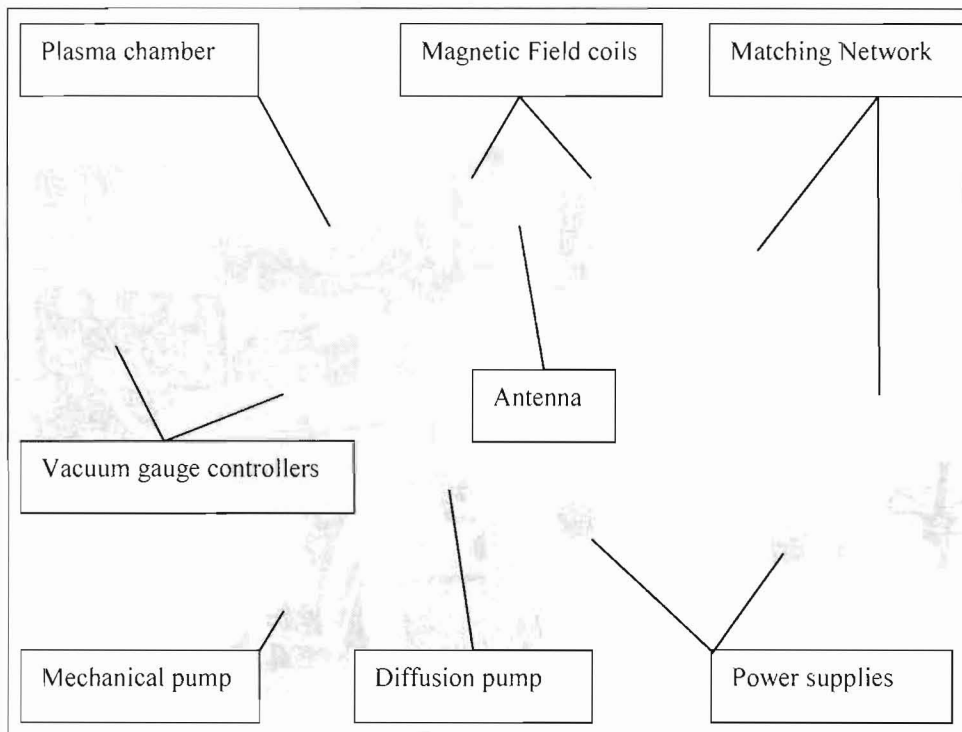 Plasma chamber
Magnetic Field coils
Matching Network
Antenna
Vacuum gauge controllers
Mechanical pump
Diffusion pump
Power supplies